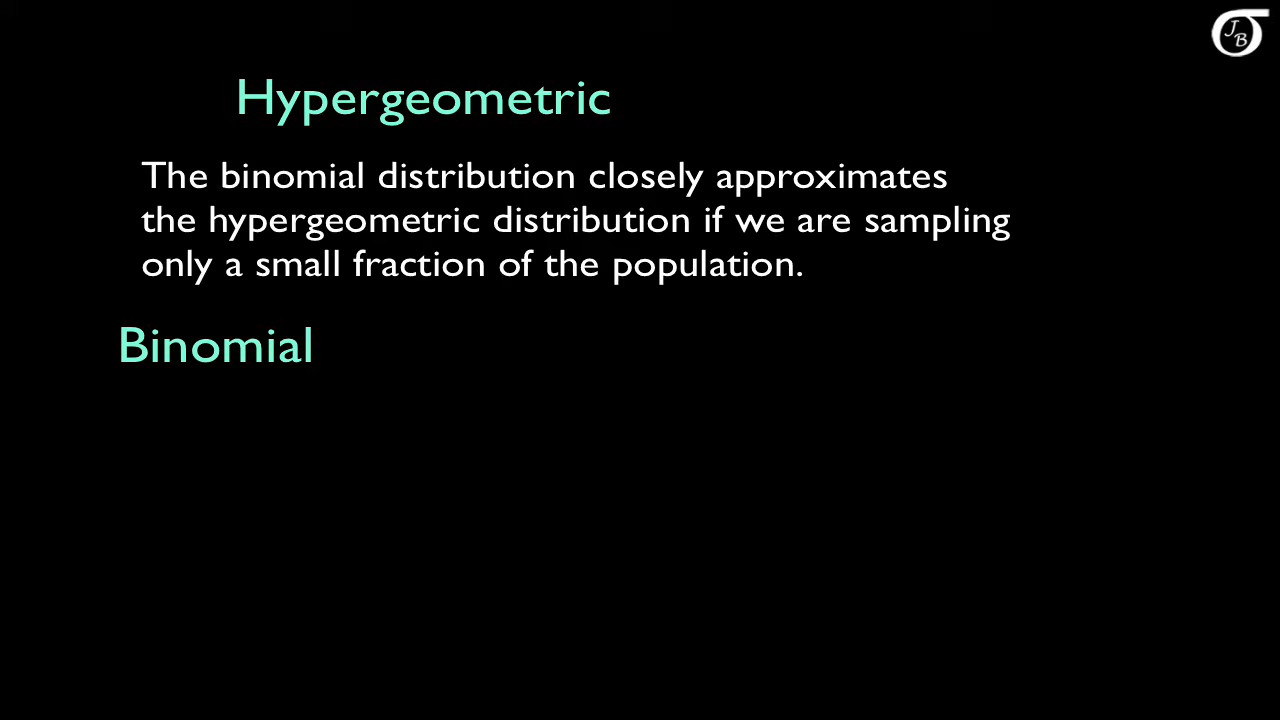 JB
Hypergeometric
The binomial distribution closely approximates
the hypergeometric distribution if we are sampling
only a small fraction of the population.
Binomial